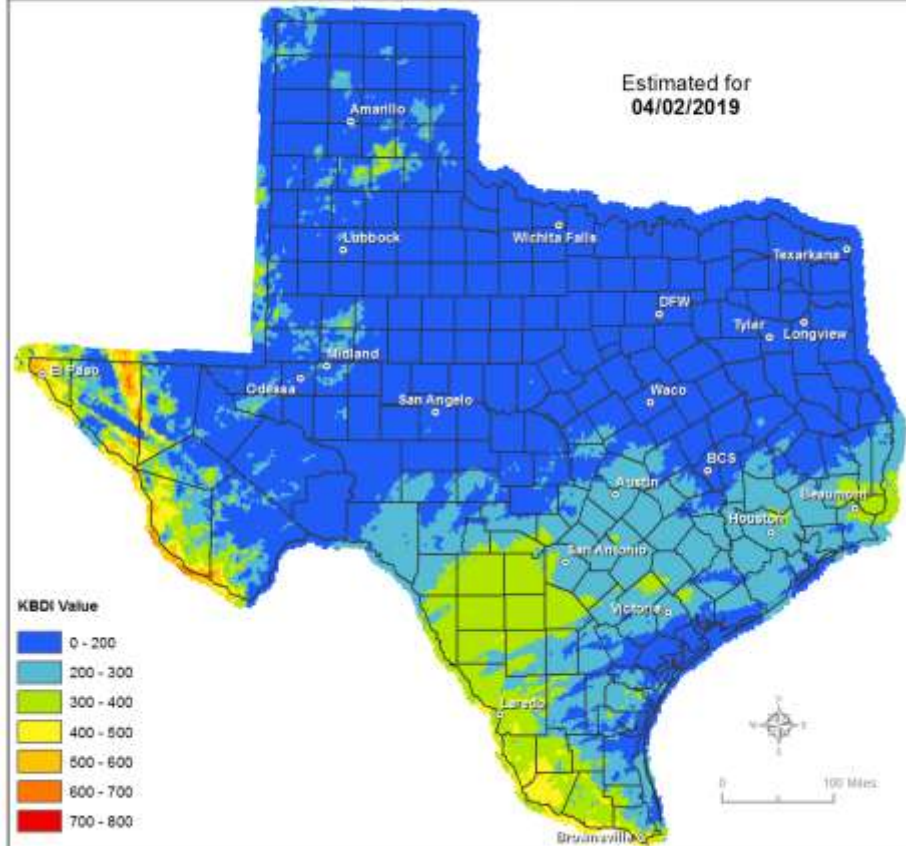 Estimated for
04/02/2019
Amarillo
Lubbock
Wichita Falls
Texarkana
DFW
Tyler
Longview
Midland
El Paso
Odessa
San Angelo
Waco
BCS
Austin
Beaumont
Houston
San Antonio
Victoria
Laredo
Brownsville
KBDI Value
0 - 200
200 - 300
300 - 400
400 - 500
500 - 600
600 - 700
700 - 800
0 100 Miles